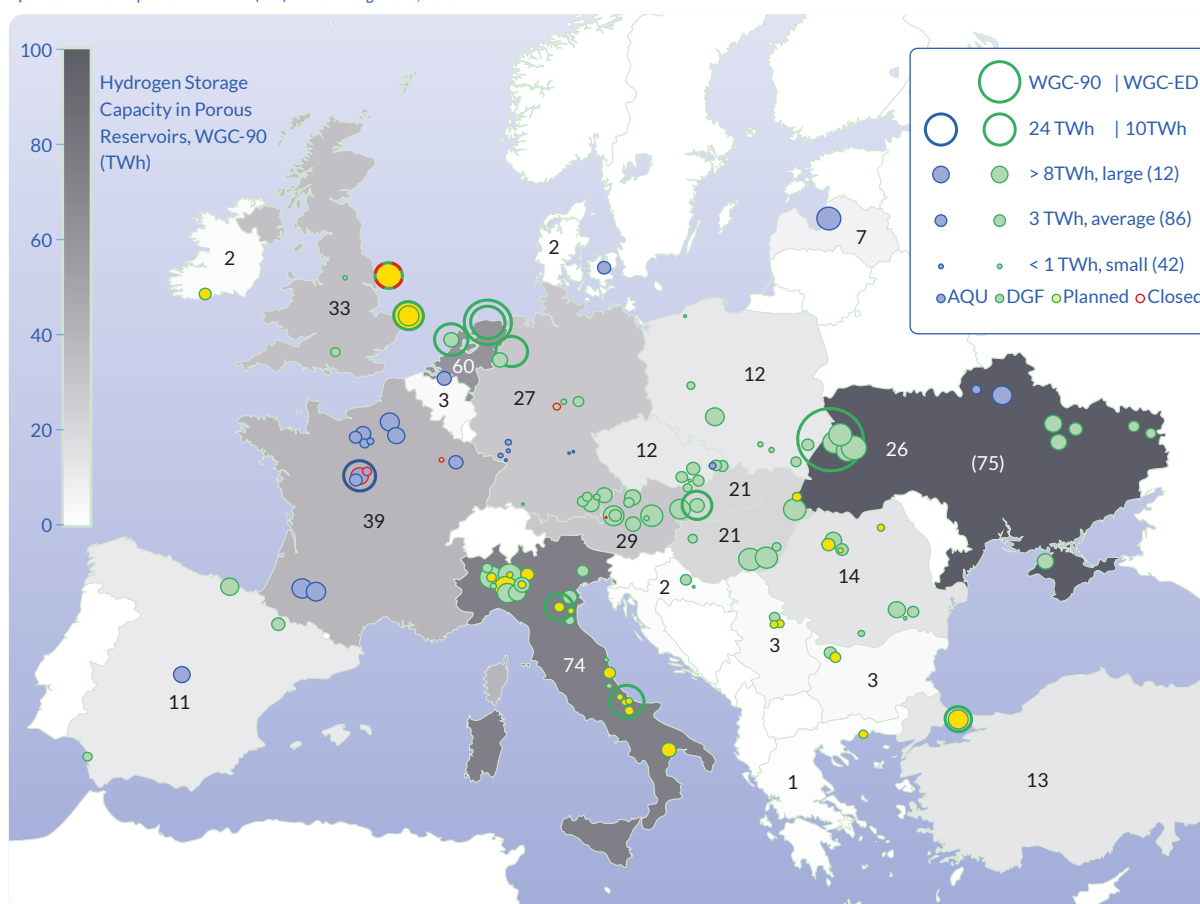 100
80
60
40
20
0
Hydrogen Storage
Capacity in Porous
Reservoirs, WGC-90
(TWh)
WGC-90 | WGC-ED
24 TWh | 10TWh
> 8TWh, large (12)
3 TWh, average (86)
< 1 TWh, small (42)
AQU DGF Planned Closed
2
33
2
7
60
3
27
12
12
26
(75)
39
21
21
29
14
2
3
74
3
11
1
13